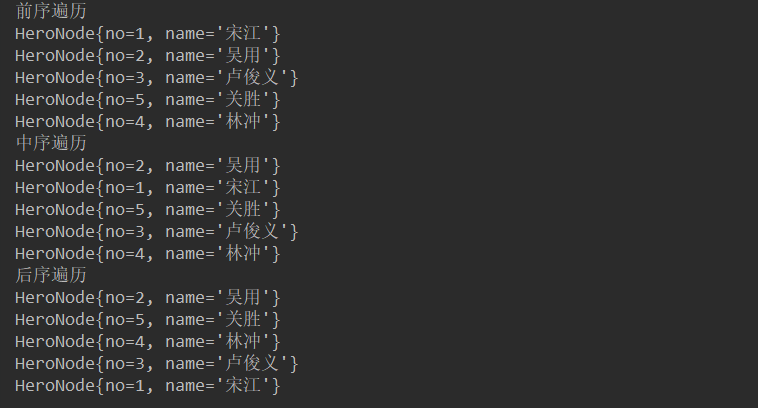 前序遍历
HeroNode{no=1, name='宋江'}
HeroNode{no=2, name='吴用'}
HeroNode{no=3, name='卢俊义'}
HeroNode{no=5, name='关胜'}
HeroNode{no=4, name='林冲'}
中序遍历
HeroNode{no=2, name='吴用'}
HeroNode{no=1, name='宋江'}
HeroNode{no=5, name='关胜'}
HeroNode{no=3, name='卢俊义'}
HeroNode{no=4, name='林冲'}
后序遍历
HeroNode{no=2, name='吴用'}
HeroNode{no=5, name='关胜'}
HeroNode{no=4, name='林冲'}
HeroNode{no=3, name='卢俊义'}
HeroNode{no=1, name='宋江'}